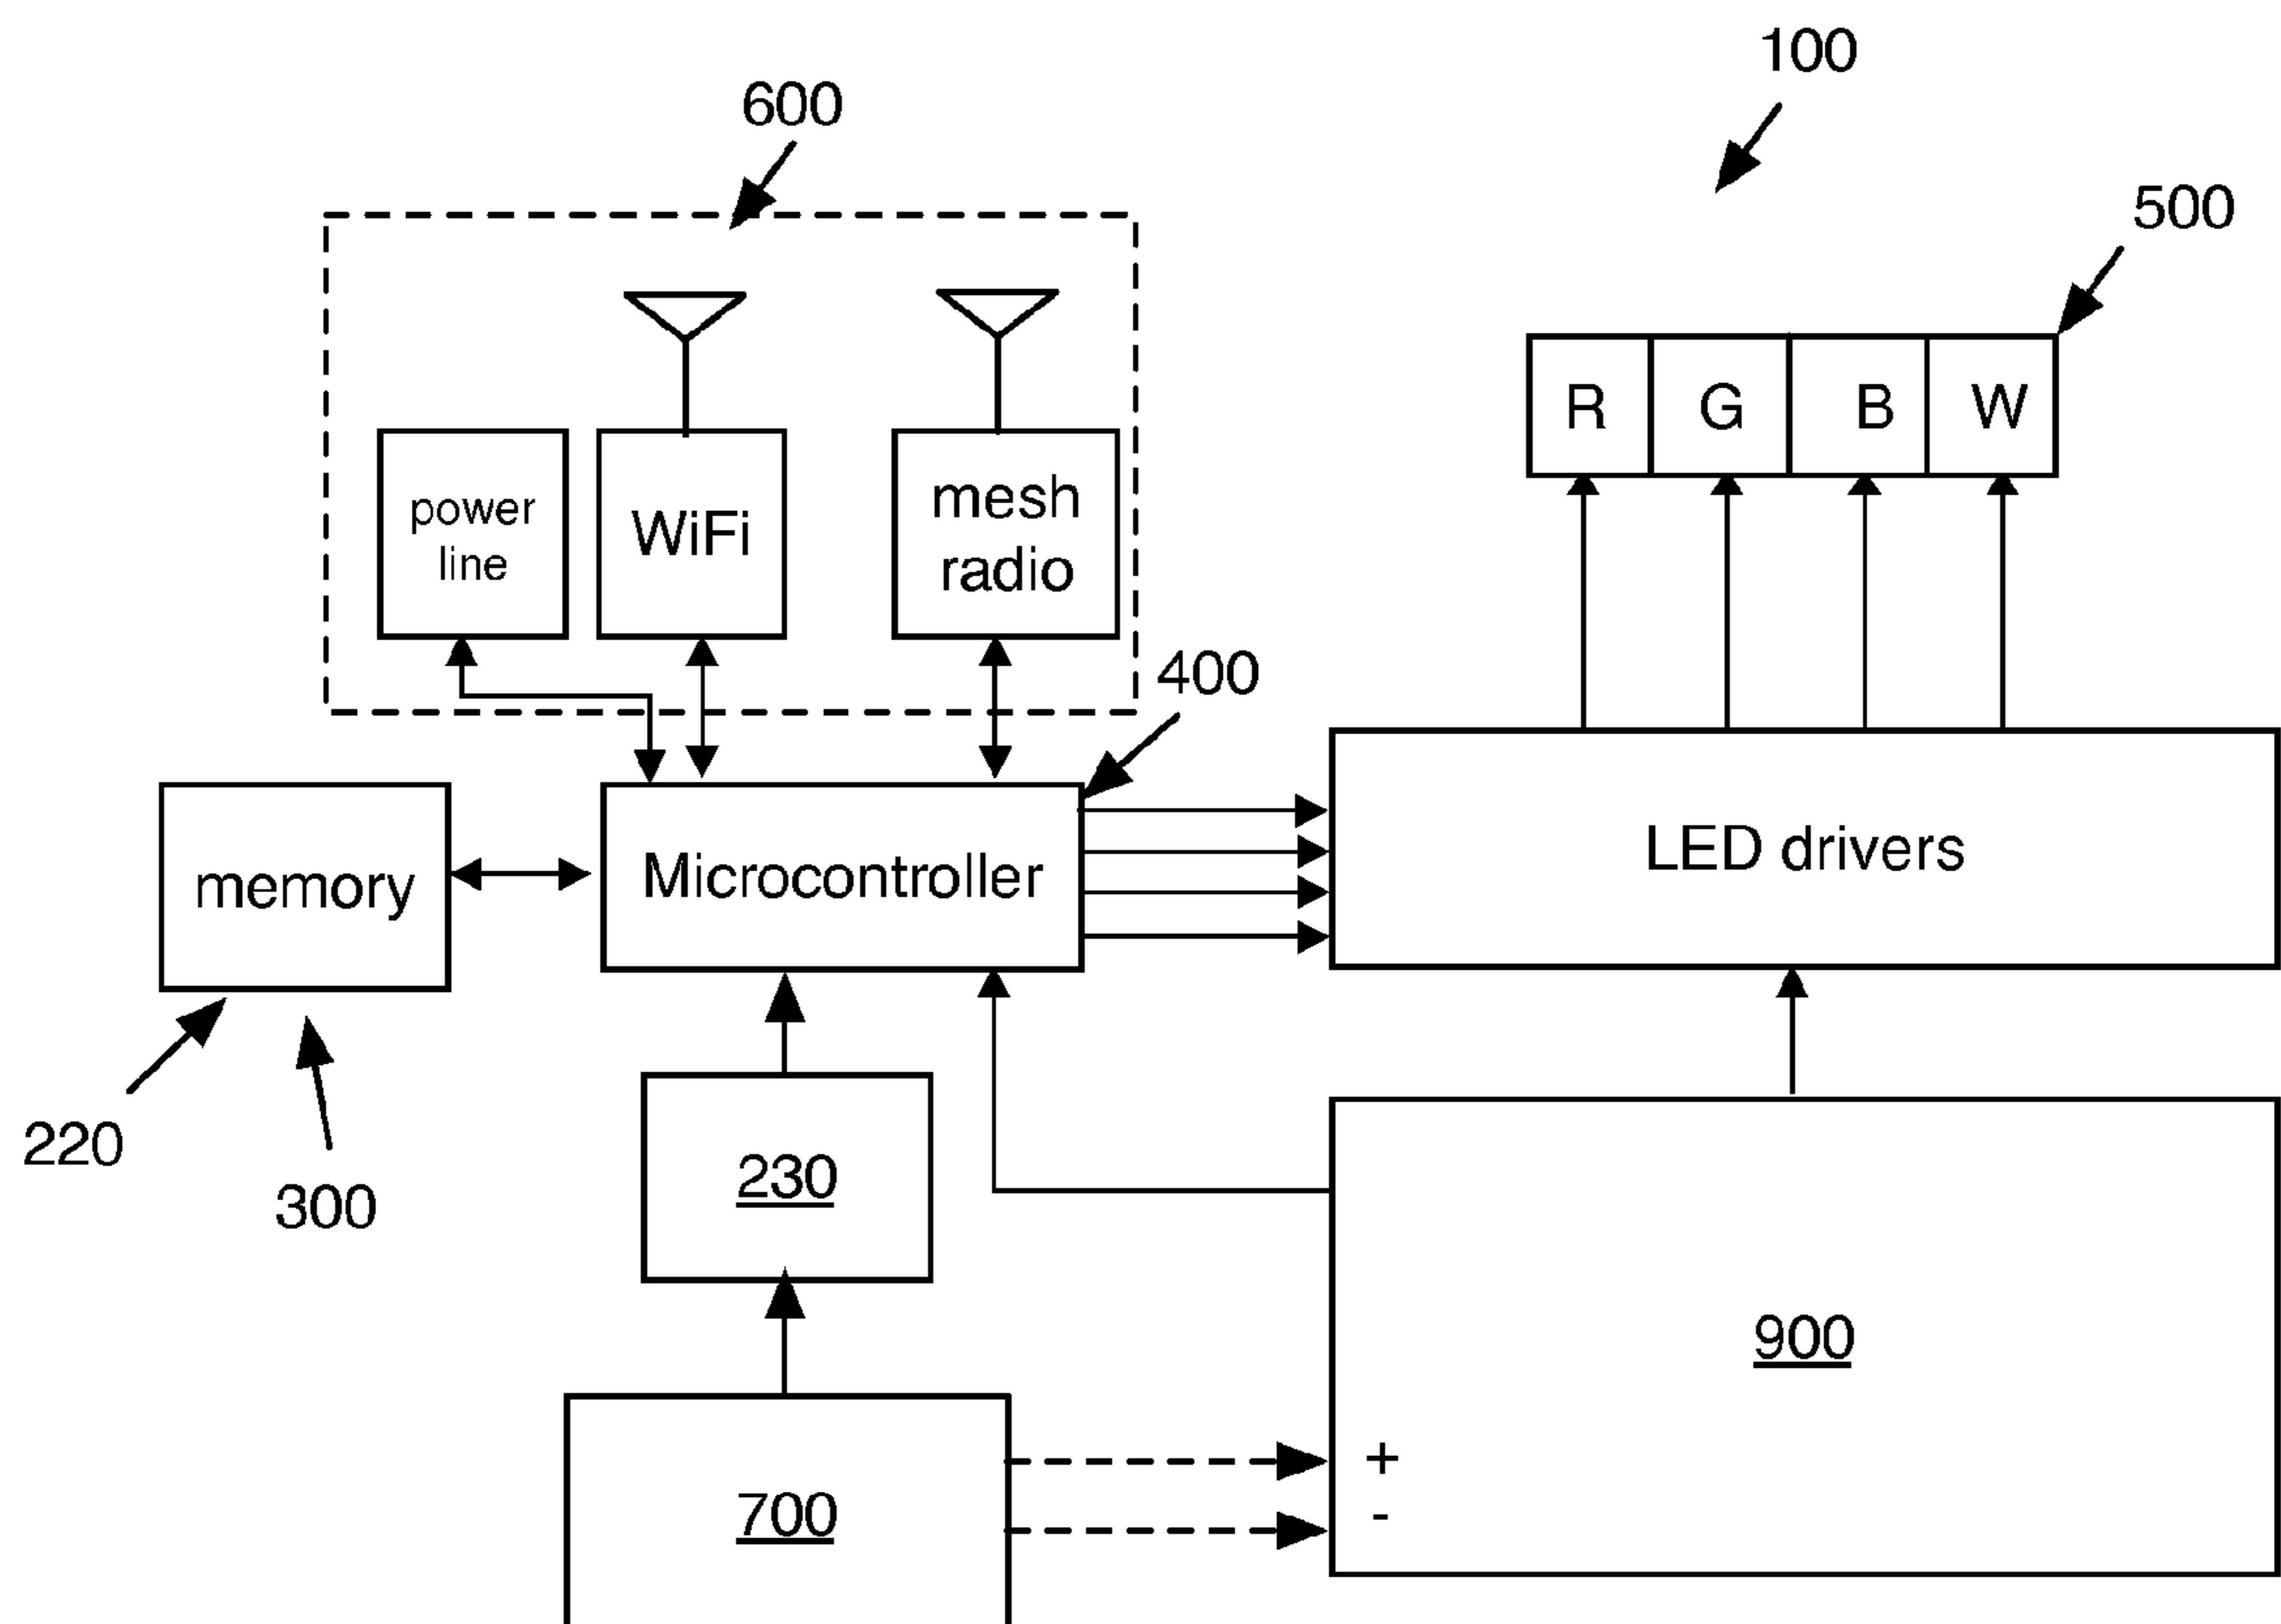 100
600
500
R G B W
power
line
WiFi
mesh
radio
400
memory
Microcontroller
LED drivers
220
300
230
900
+
-
700